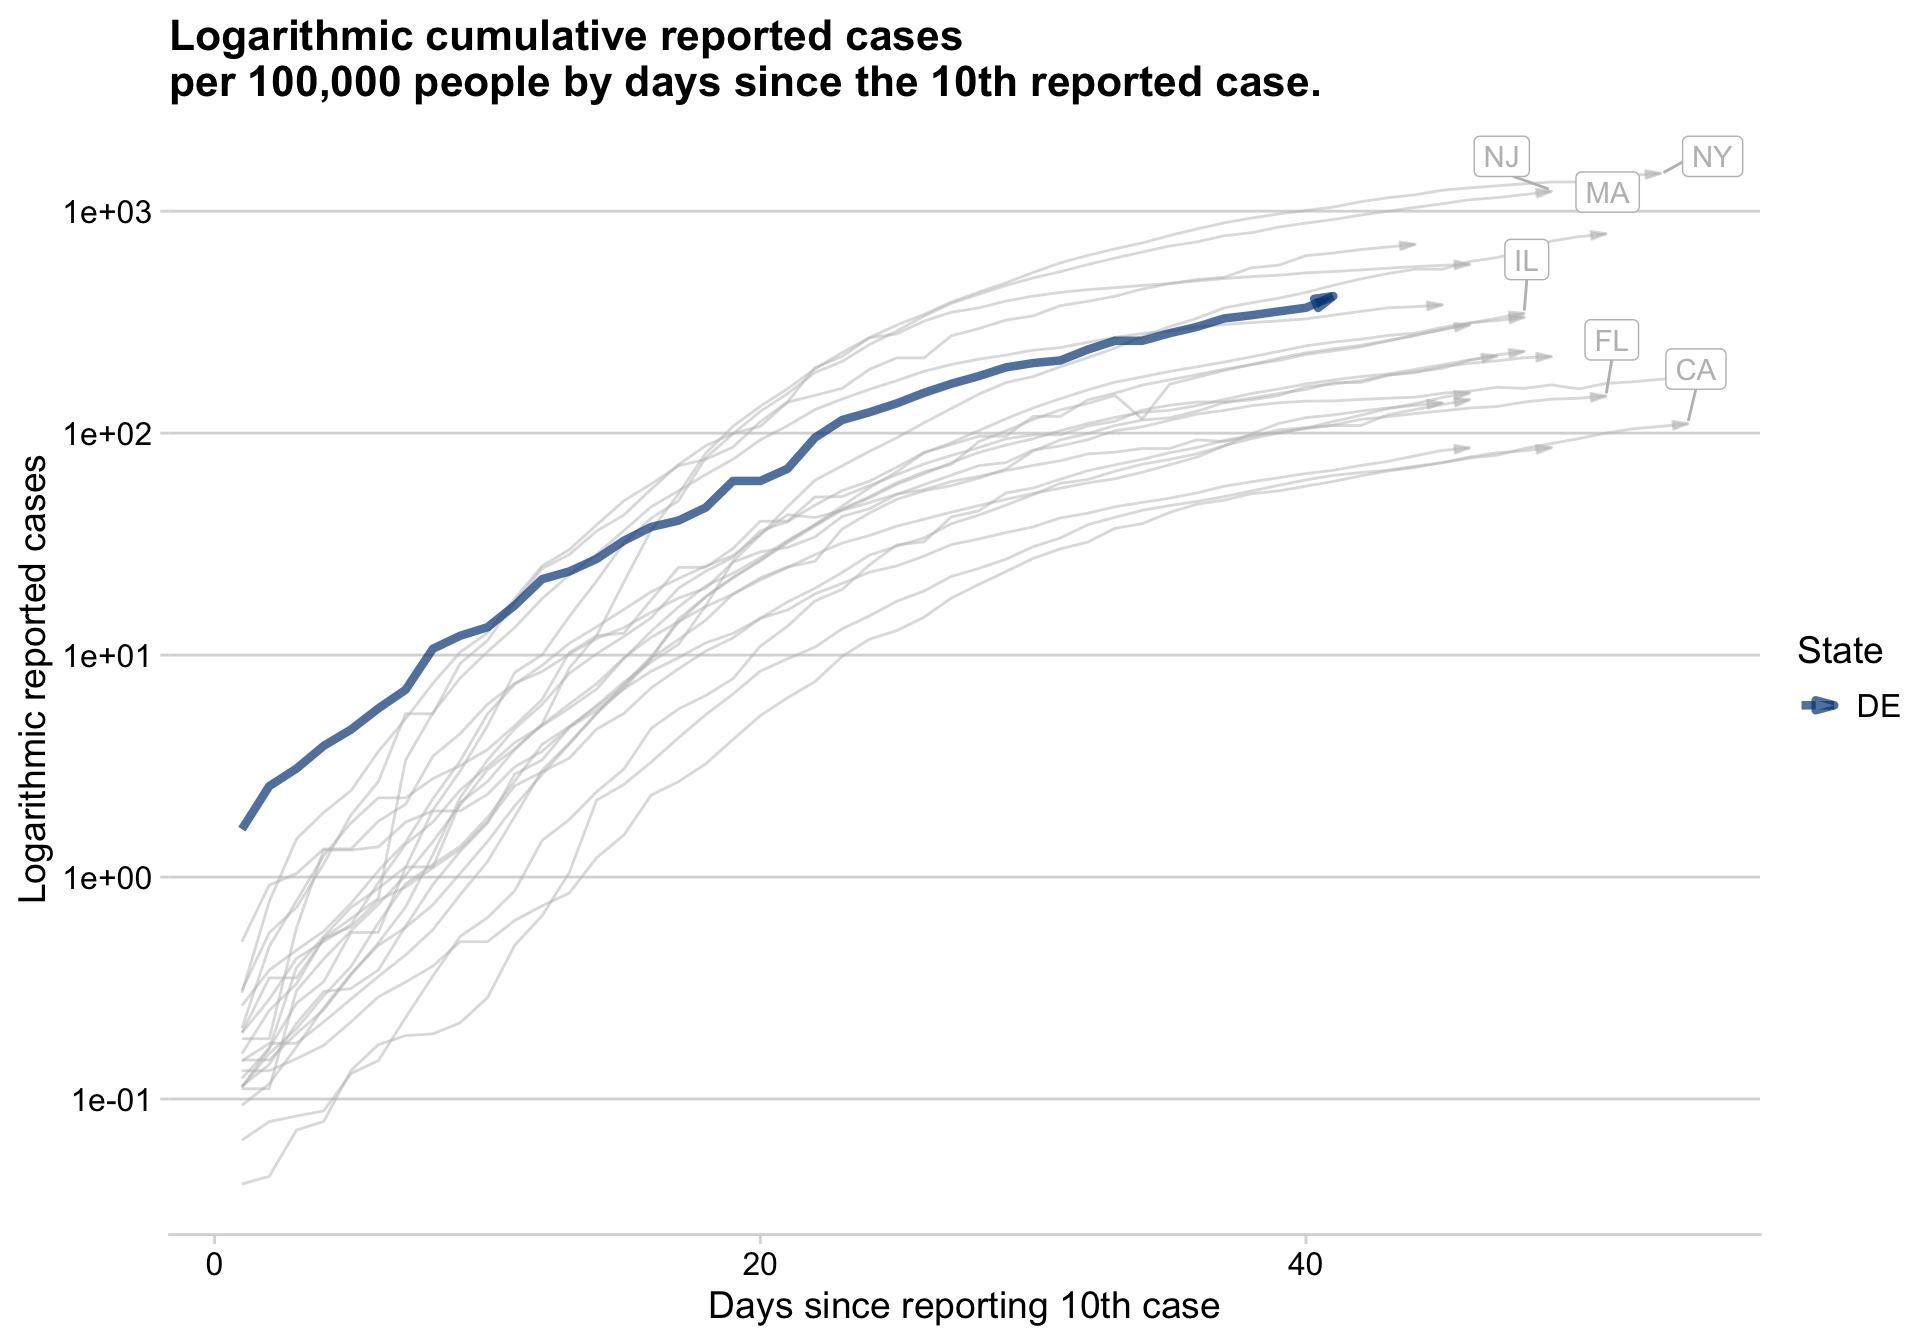 Logarithmic cumulative reported cases
per 100,000 people by days since the 10th reported case.
NJ
NY
MA
1e+03
IL
FL
CA
1e+02
Logarithmic reported cases
1e+01
State
DE
1e+00
1e-01
0
20
40
Days since reporting 10th case